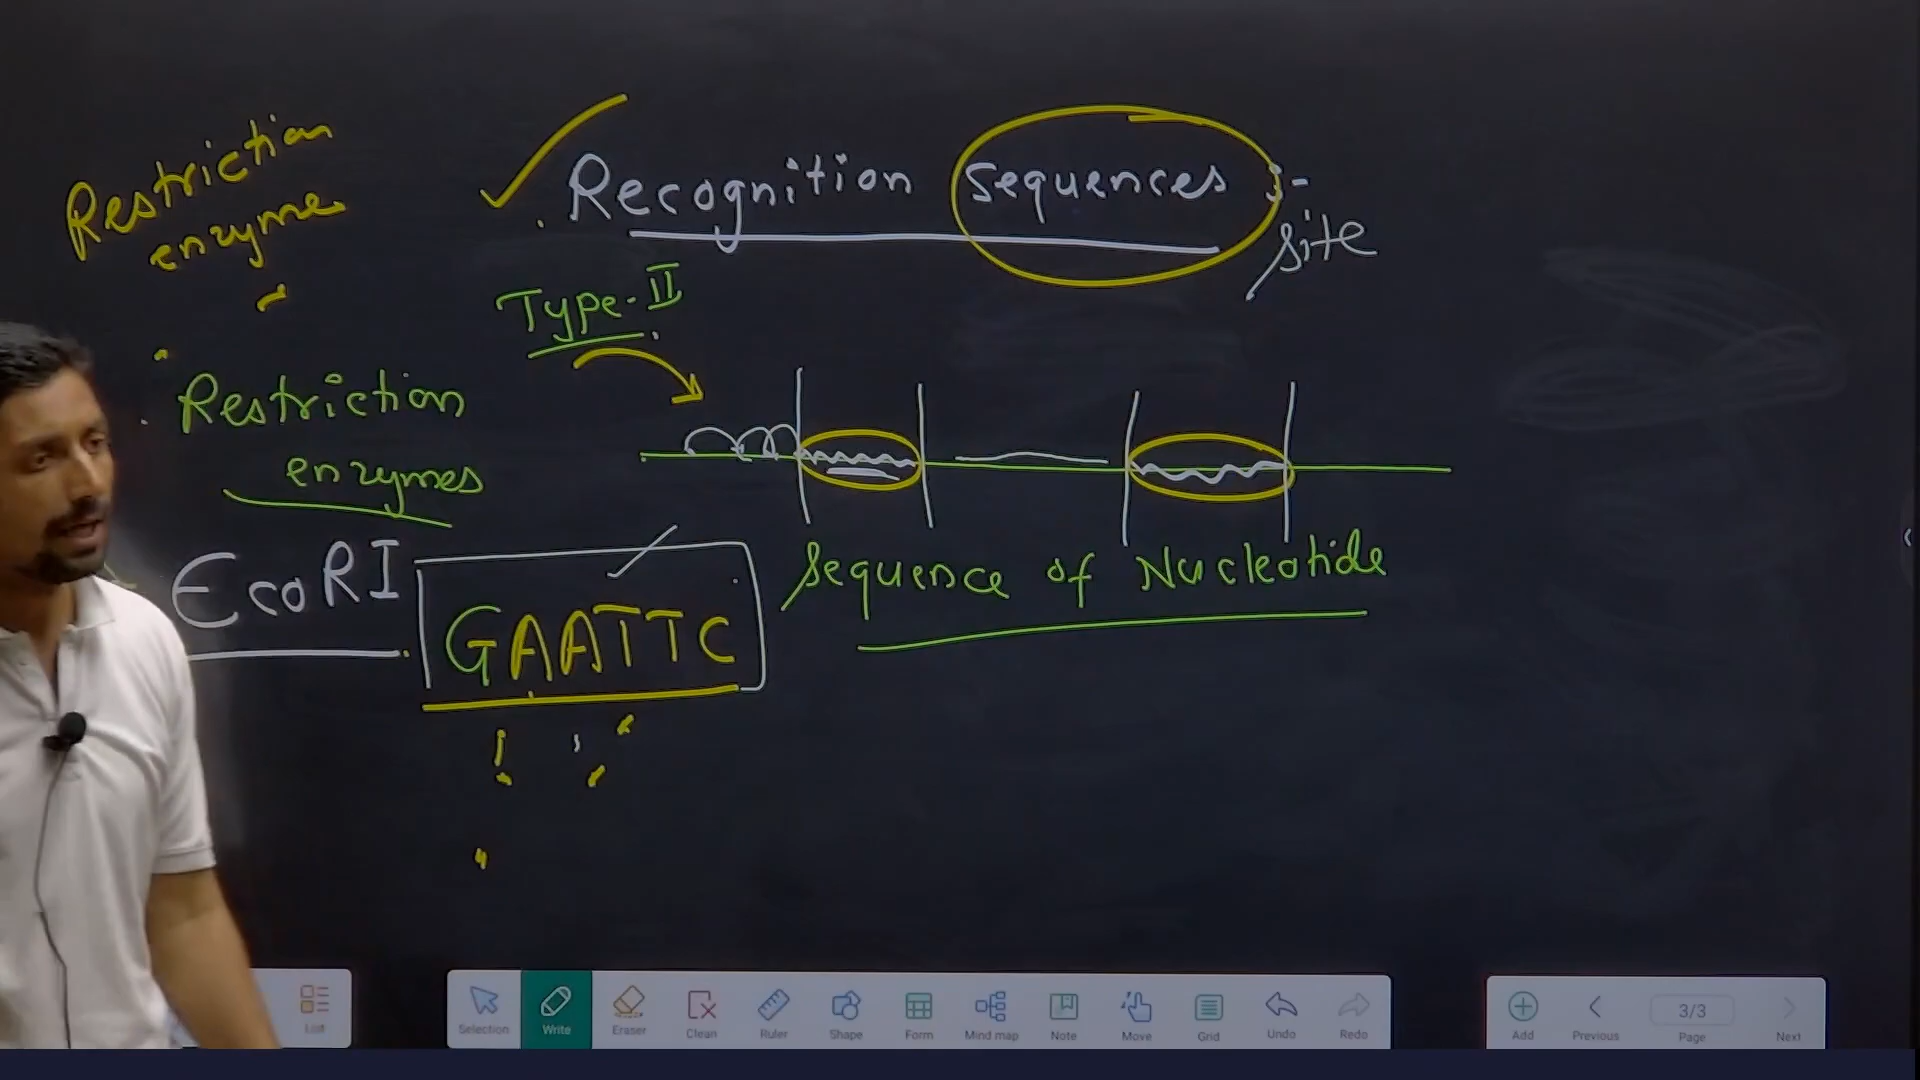 Restriction
enzyme
Recognition Sequences :-
site
Type-II
Restriction
enzymes
EcoRI
GAATTC
Sequence of Nucleotide
List
Selection
Write
Eraser
Clean
Ruler
Shape
Form
Mind map
Note
Move
Grid
Undo
Redo
Add
Previous
3/3
Page
Next